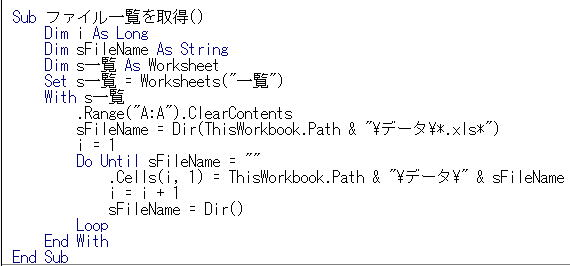 Sub ファイル一覧を取得()
    Dim i As Long
    Dim sFileName As String
    Dim s一覧 As Worksheet
    Set s一覧 = Worksheets("一覧")
    With s一覧
        .Range("A:A").ClearContents
        sFileName = Dir(ThisWorkbook.Path & "¥データ¥*.xls*")
        i = 1
        Do Until sFileName = ""
            .Cells(i, 1) = ThisWorkbook.Path & "¥データ¥" & sFileName
            i = i + 1
            sFileName = Dir()
        Loop
    End With
End Sub